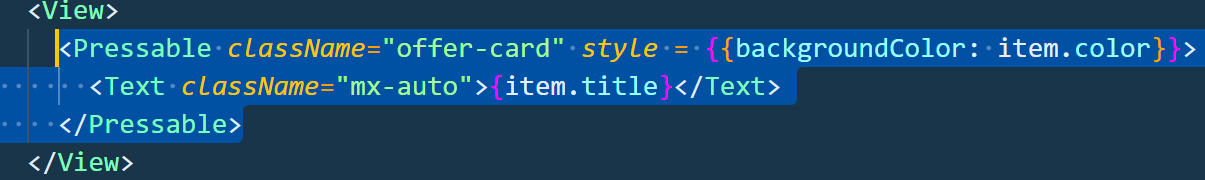 <View>
<Pressable className="offer-card" style = {{backgroundColor: item.color}}>
<Text className="mx-auto">{item.title}</Text>
</Pressable>
</View>